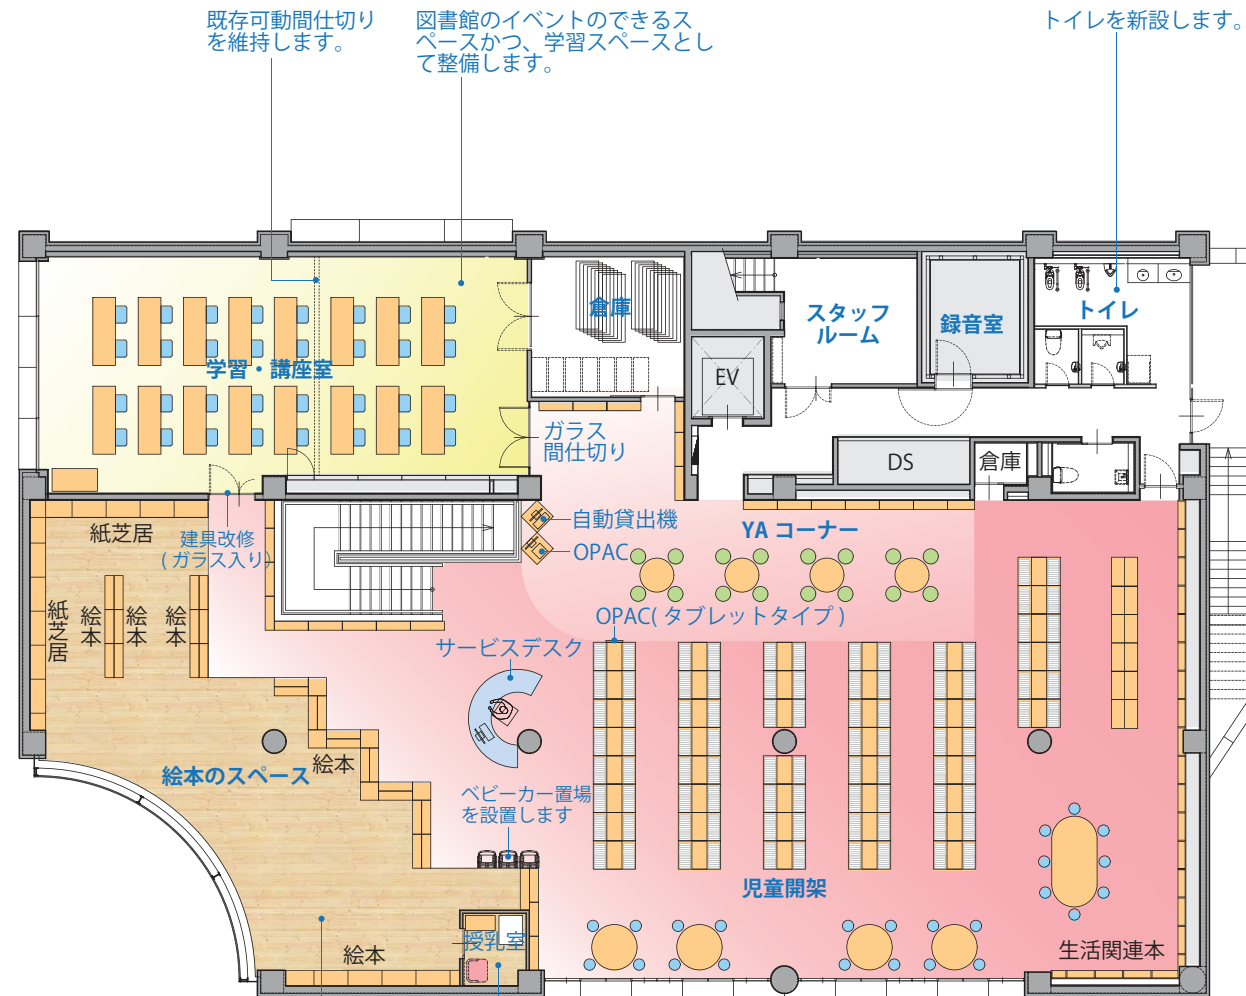 既存可動間仕切り
を維持します。
図書館のイベントのできるス
ペースかつ、学習スペースとし
て整備します。
トイレを新設します。
倉庫
スタッフ
ルーム
録音室
トイレ
学習・講座室
EV
ガラス
間仕切り
DS
倉庫
紙芝居
建具改修
( ガラス入り)
自動貸出機
OPAC
YA コーナー
紙芝居
絵本
絵本
絵本
OPAC( タブレットタイプ )
サービスデスク
絵本のスペース
絵本
ベビーカー置場
を設置します
児童開架
授乳室
絵本
生活関連本